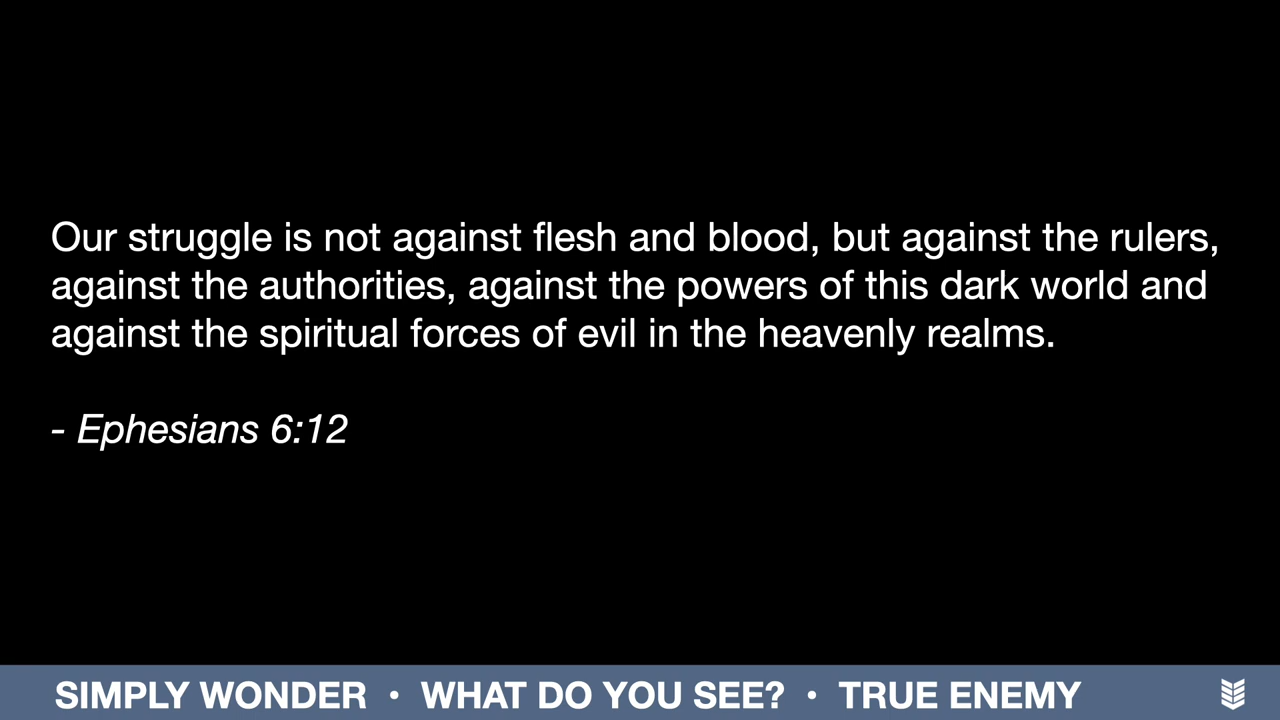 Our struggle is not against flesh and blood, but against the rulers,
against the authorities, against the powers of this dark world and
against the spiritual forces of evil in the heavenly realms.
- Ephesians 6:12
SIMPLY WONDER • WHAT DO YOU SEE? • TRUE ENEMY